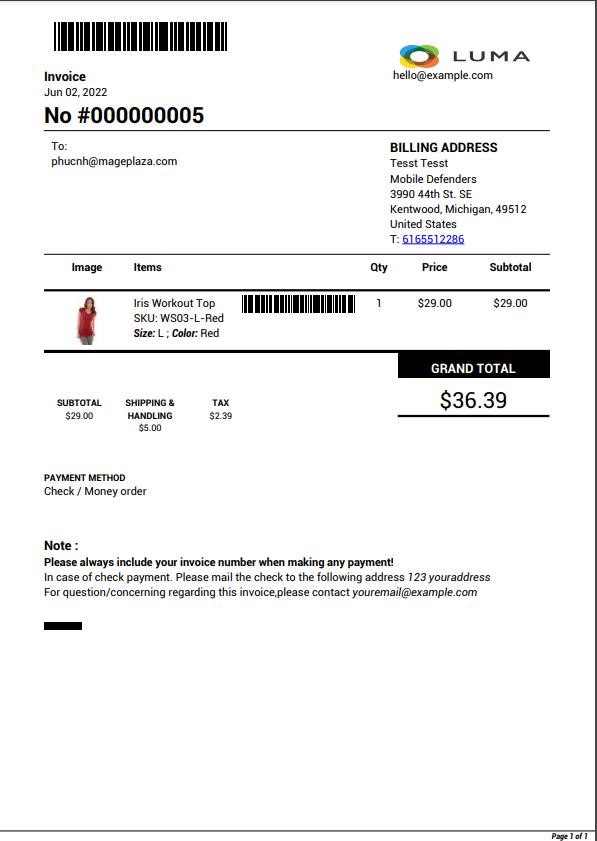 LUMA
hello@example.com
Invoice
Jun 02, 2022
No #000000005
To:
phucnh@mageplaza.com
BILLING ADDRESS
Tesst Tesst
Mobile Defenders
3990 44th St. SE
Kentwood, Michigan, 49512
United States
T: 6165512286
Image Items Qty Price Subtotal
Iris Workout Top 1 $29.00 $29.00
SKU: WS03-L-Red
Size: L ; Color: Red
GRAND TOTAL
$36.39
SUBTOTAL
$29.00
SHIPPING &
HANDLING
$5.00
TAX
$2.39
PAYMENT METHOD
Check / Money order
Note :
Please always include your invoice number when making any payment!
In case of check payment. Please mail the check to the following address 123 youraddress
For question/concerning regarding this invoice,please contact youremail@example.com
Page 1 of 1